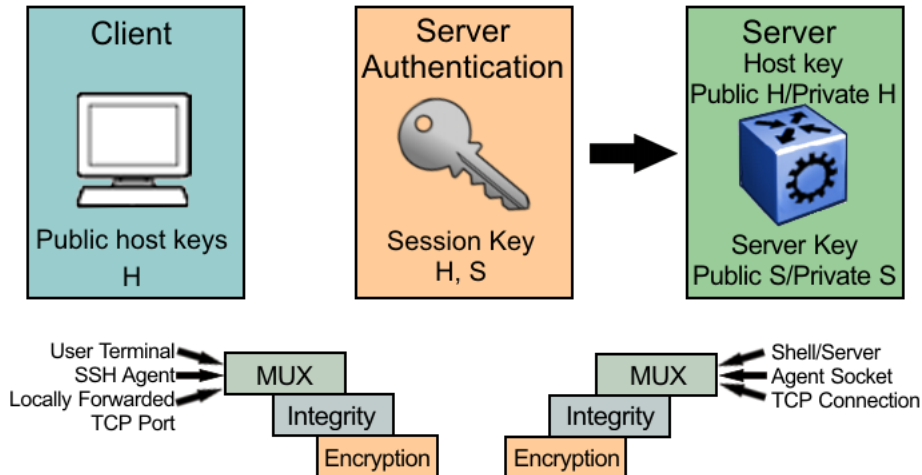 Client
Public host keys
H
Server
Authentication
Session Key
H, S
Server
Host key
Public H/Private H
Server Key
Public S/Private S
User Terminal
SSH Agent
Locally Forwarded
TCP Port
MUX
Integrity
Encryption
MUX
Integrity
Encryption
Shell/Server
Agent Socket
TCP Connection